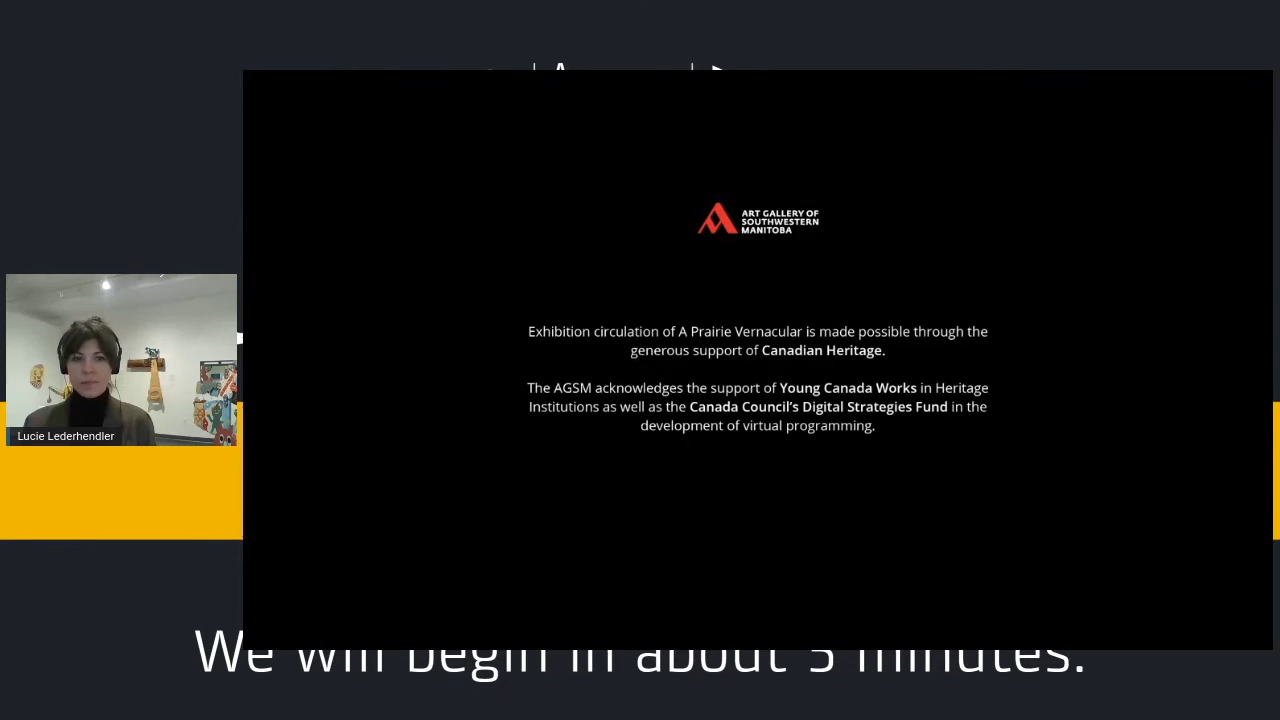 ART GALLERY OF
SOUTHWESTERN
MANITOBA
Exhibition circulation of A Prairie Vernacular is made possible through the
generous support of Canadian Heritage.
The AGSM acknowledges the support of Young Canada Works in Heritage
Institutions as well as the Canada Council's Digital Strategies Fund in the
development of virtual programming.
Lucie Lederhendler
We will begin in about 5 minutes.